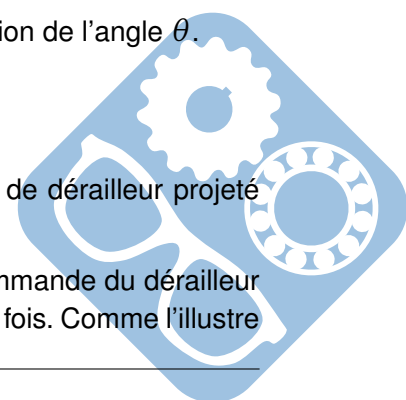 ion de l'angle θ.
de dérailleur projeté
mmande du dérailleur
fois. Comme l'illustre